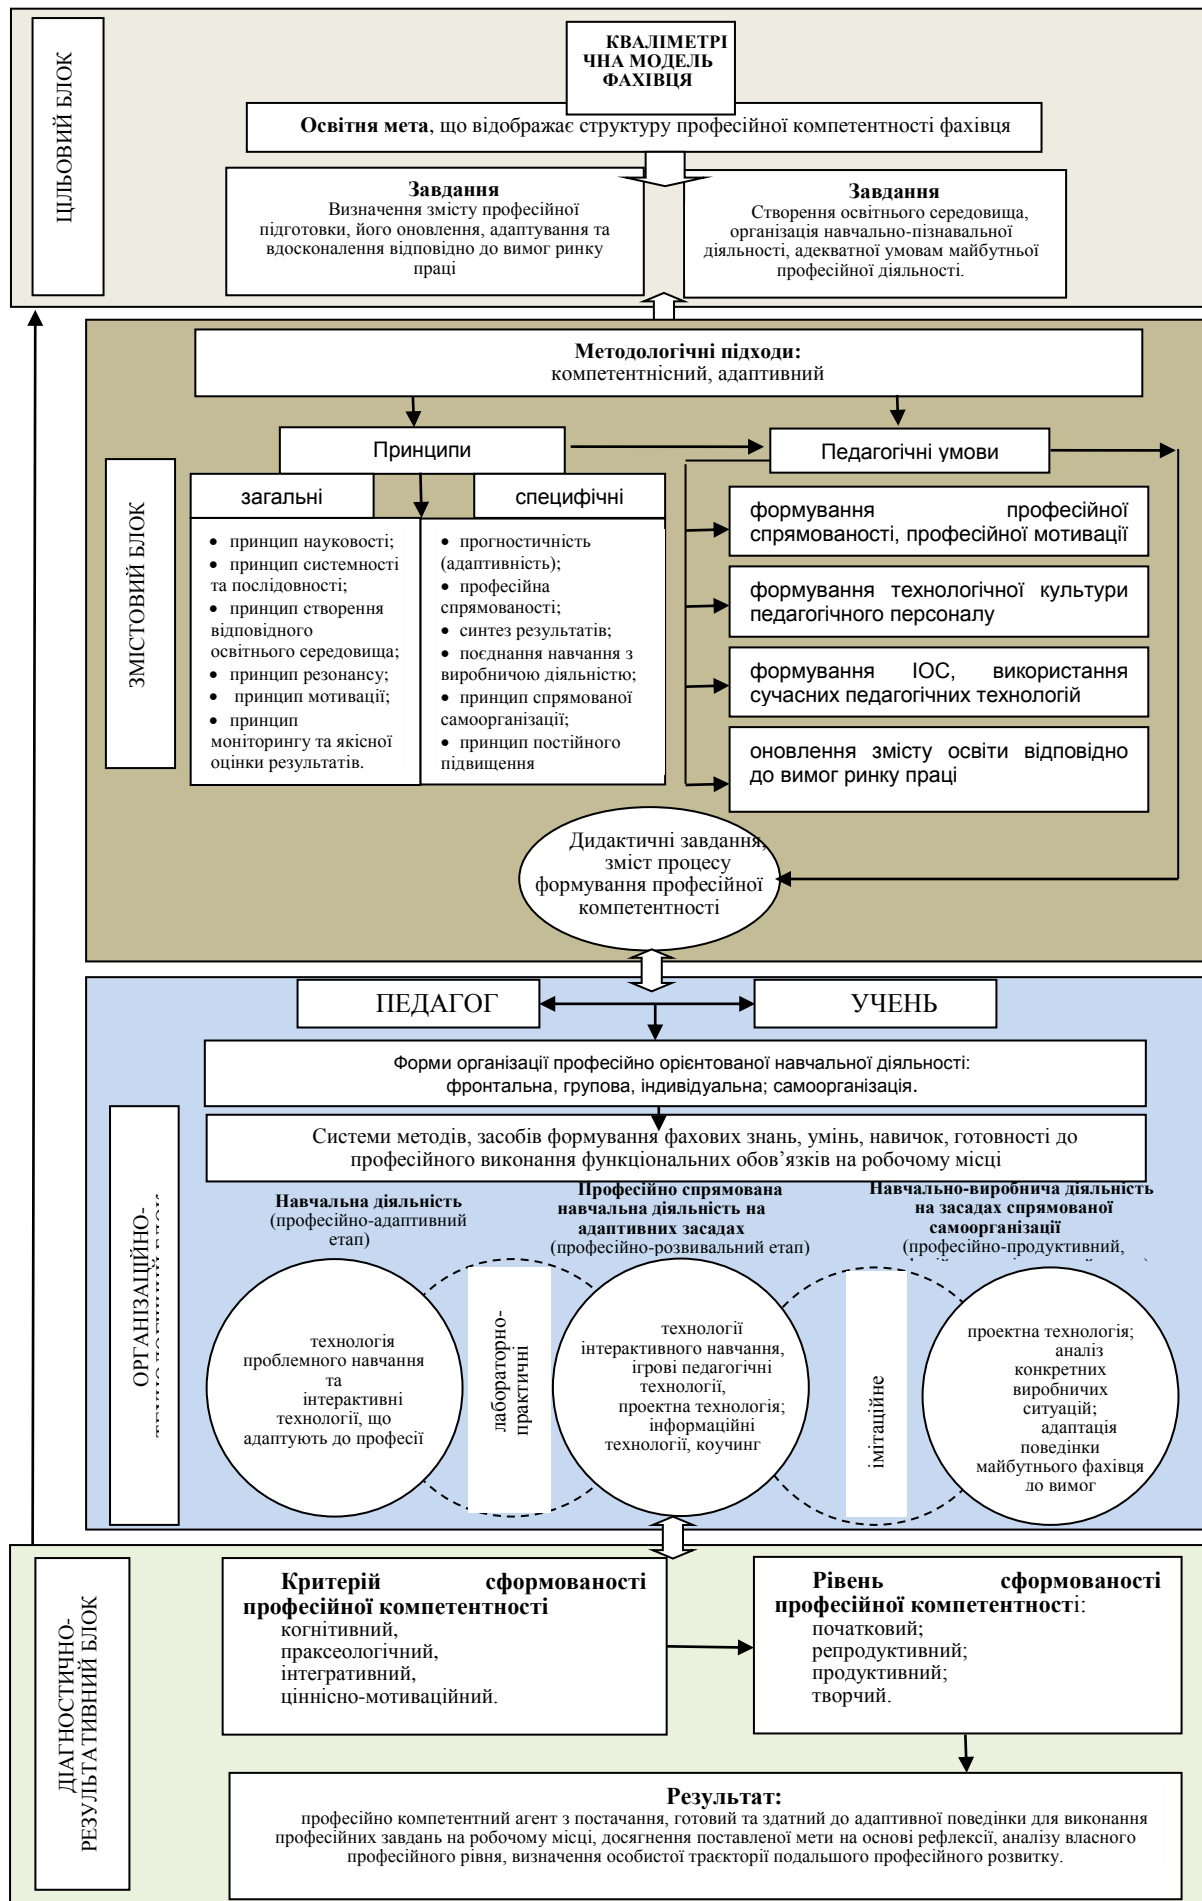 ЦІЛЬОВИЙ БЛОК
КВАЛІМЕТРІ
ЧНА МОДЕЛЬ
ФАХІВЦЯ
Освітня мета, що відображає структуру професійної компетентності фахівця
Завдання
Визначення змісту професійної
підготовки, його оновлення, адаптування та
вдосконалення відповідно до вимог ринку
праці
Завдання
Створення освітнього середовища,
організація навчально-пізнавальної
діяльності, адекватної умовам майбутньої
професійної діяльності.
ЗМІСТОВИЙ БЛОК
Методологічні підходи:
компетентнісний, адаптивний
Принципи
Педагогічні умови
загальні
специфічні
• принцип науковості;
• принцип системності
та послідовності;
• принцип створення
відповідного
освітнього середовища;
• принцип резонансу;
• принцип мотивації;
• принцип
моніторингу та якісної
оцінки результатів.
• прогностичність
(адаптивність);
• професійна
спрямованості;
• синтез результатів;
• поєднання навчання з
виробничою діяльністю;
• принцип спрямованої
самоорганізації;
• принцип постійного
підвищення
формування професійної
спрямованості, професійної мотивації
формування технологічної культури
педагогічного персоналу
формування ІОС, використання
сучасних педагогічних технологій
оновлення змісту освіти відповідно
до вимог ринку праці
Дидактичні завдання,
зміст процесу
формування професійної
компетентності
ПЕДАГОГ
УЧЕНЬ
Форми організації професійно орієнтованої навчальної діяльності:
фронтальна, групова, індивідуальна; самоорганізація.
Системи методів, засобів формування фахових знань, умінь, навичок, готовності до
професійного виконання функціональних обов’язків на робочому місці
ОРГАНІЗАЦІЙНО-
Навчальна діяльність
(професійно-адаптивний
етап)
Професійно спрямована
навчальна діяльність на
адаптивних засадах
(професійно-розвивальний етап)
Навчально-виробнича діяльність
на засадах спрямованої
самоорганізації
(професійно-продуктивний,
технологія
проблемного навчання
та
інтерактивні
технології, що
адаптують до професії
лабораторно-
практичні
технології
інтерактивного навчання,
ігрові педагогічні
технології,
проектна технологія;
інформаційні
технології, коучинг
імітаційне
проектна технологія;
аналіз
конкретних
виробничих
ситуацій;
адаптація
поведінки
майбутнього фахівця
до вимог
ДІАГНОСТИЧНО-
РЕЗУЛЬТАТИВНИЙ БЛОК
Критерій сформованості
професійної компетентності
когнітивний,
праксеологічний,
інтегративний,
ціннісно-мотиваційний.
Рівень сформованості
професійної компетентності:
початковий;
репродуктивний;
продуктивний;
творчий.
Результат:
професійно компетентний агент з постачання, готовий та здатний до адаптивної поведінки для виконання
професійних завдань на робочому місці, досягнення поставленої мети на основі рефлексії, аналізу власного
професійного рівня, визначення особистої траєкторії подальшого професійного розвитку.